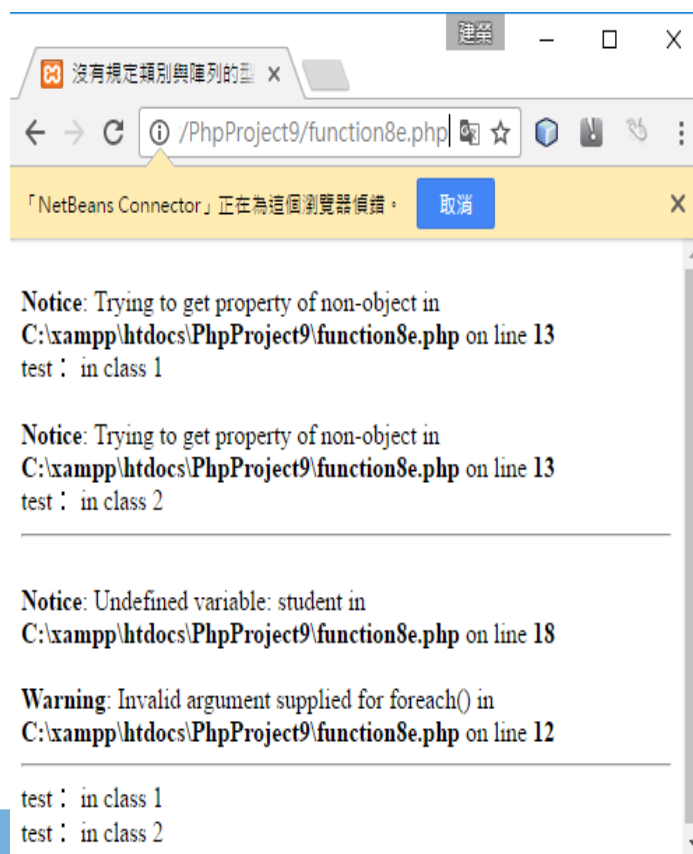 建榮
沒有規定類別與陣列的型
/PhpProject9/function8e.php
「NetBeans Connector」正在為這個瀏覽器偵錯。 取消
Notice: Trying to get property of non-object in
C:\xampp\htdocs\PhpProject9\function8e.php on line 13
test： in class 1
Notice: Trying to get property of non-object in
C:\xampp\htdocs\PhpProject9\function8e.php on line 13
test： in class 2
Notice: Undefined variable: student in
C:\xampp\htdocs\PhpProject9\function8e.php on line 18
Warning: Invalid argument supplied for foreach() in
C:\xampp\htdocs\PhpProject9\function8e.php on line 12
test： in class 1
test： in class 2